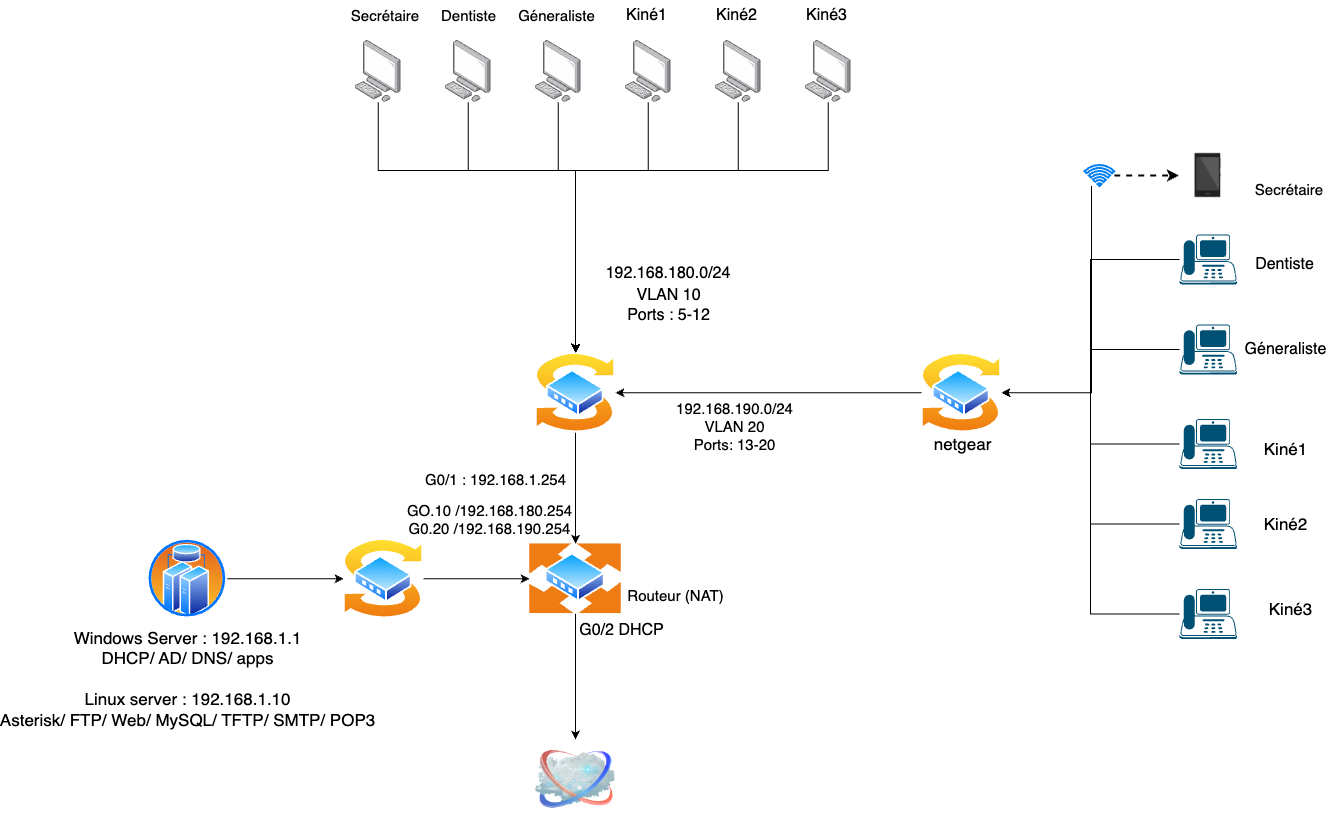 Secrétaire
Dentiste
Géneraliste
Kiné1
Kiné2
Kiné3
Secrétaire
Dentiste
Géneraliste
Kiné1
Kiné2
Kiné3
192.168.180.0/24
VLAN 10
Ports : 5-12
192.168.190.0/24
VLAN 20
Ports: 13-20
netgear
G0/1 : 192.168.1.254
GO.10 /192.168.180.254
G0.20 /192.168.190.254
Routeur (NAT)
G0/2 DHCP
Windows Server : 192.168.1.1
DHCP/ AD/ DNS/ apps
Linux server : 192.168.1.10
Asterisk/ FTP/ Web/ MySQL/ TFTP/ SMTP/ POP3